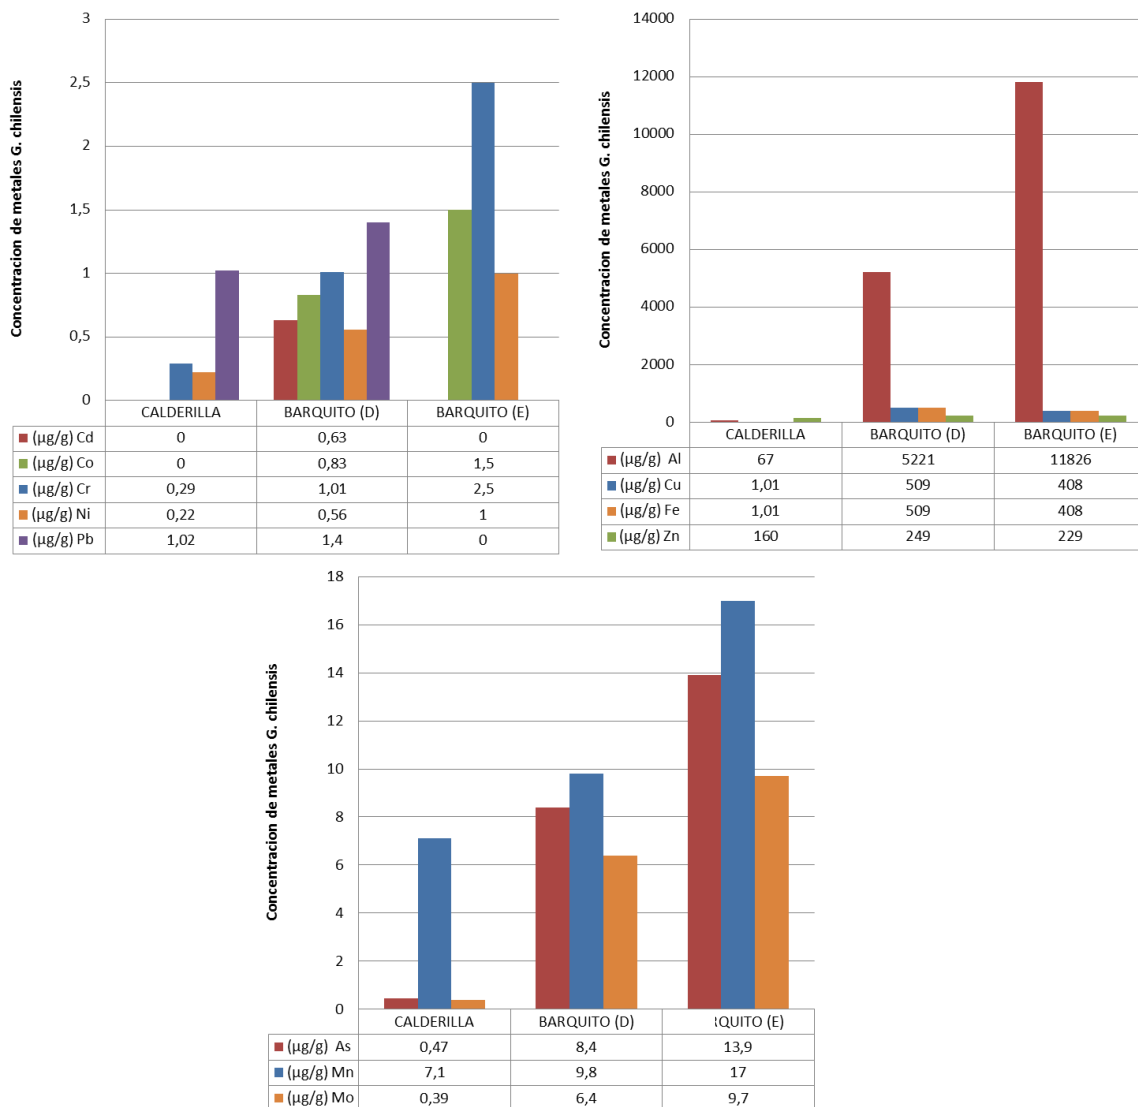 Concentracion de metales G. chilensis
3
2,5
2
1,5
1
0,5
0
CALDERILLA BARQUITO (D) BARQUITO (E)
(µg/g) Cd 0 0,63 0
(µg/g) Co 0 0,83 1,5
(µg/g) Cr 0,29 1,01 2,5
(µg/g) Ni 0,22 0,56 1
(µg/g) Pb 1,02 1,4 0
Concentracion de metales G. chilensis
14000
12000
10000
8000
6000
4000
2000
0
CALDERILLA BARQUITO (D) BARQUITO (E)
(µg/g) Al 67 5221 11826
(µg/g) Cu 1,01 509 408
(µg/g) Fe 1,01 509 408
(µg/g) Zn 160 249 229
Concentracion de metales G. chilensis
18
16
14
12
10
8
6
4
2
0
CALDERILLA BARQUITO (D) QUITO (E)
(µg/g) As 0,47 8,4 13,9
(µg/g) Mn 7,1 9,8 17
(µg/g) Mo 0,39 6,4 9,7